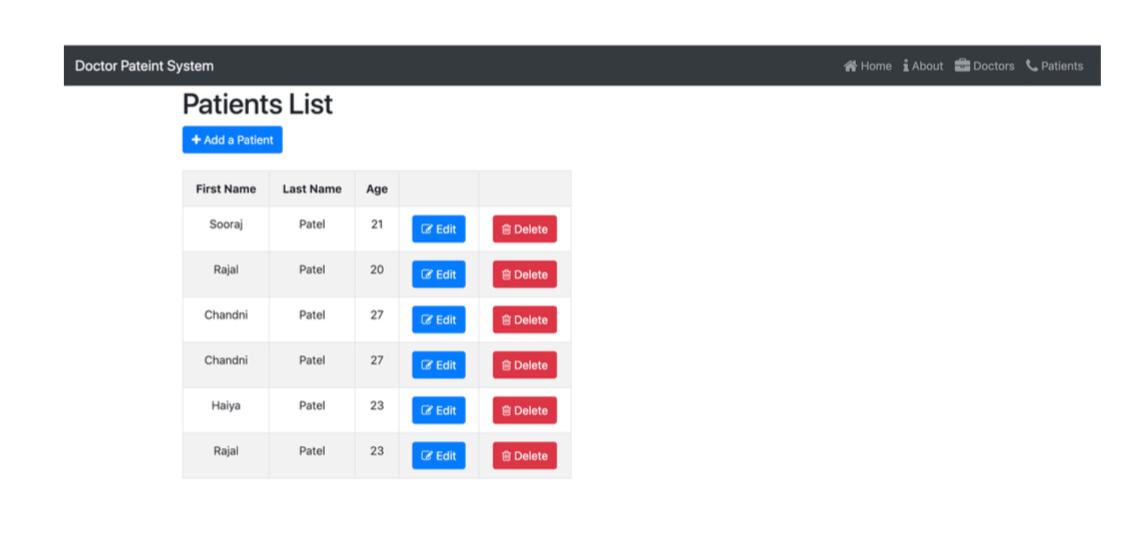 Doctor Pateint System Home About Doctors Patients
Patients List
+ Add a Patient
First Name Last Name Age
Sooraj Patel 21 Edit Delete
Rajal Patel 20 Edit Delete
Chandni Patel 27 Edit Delete
Chandni Patel 27 Edit Delete
Haiya Patel 23 Edit Delete
Rajal Patel 23 Edit Delete